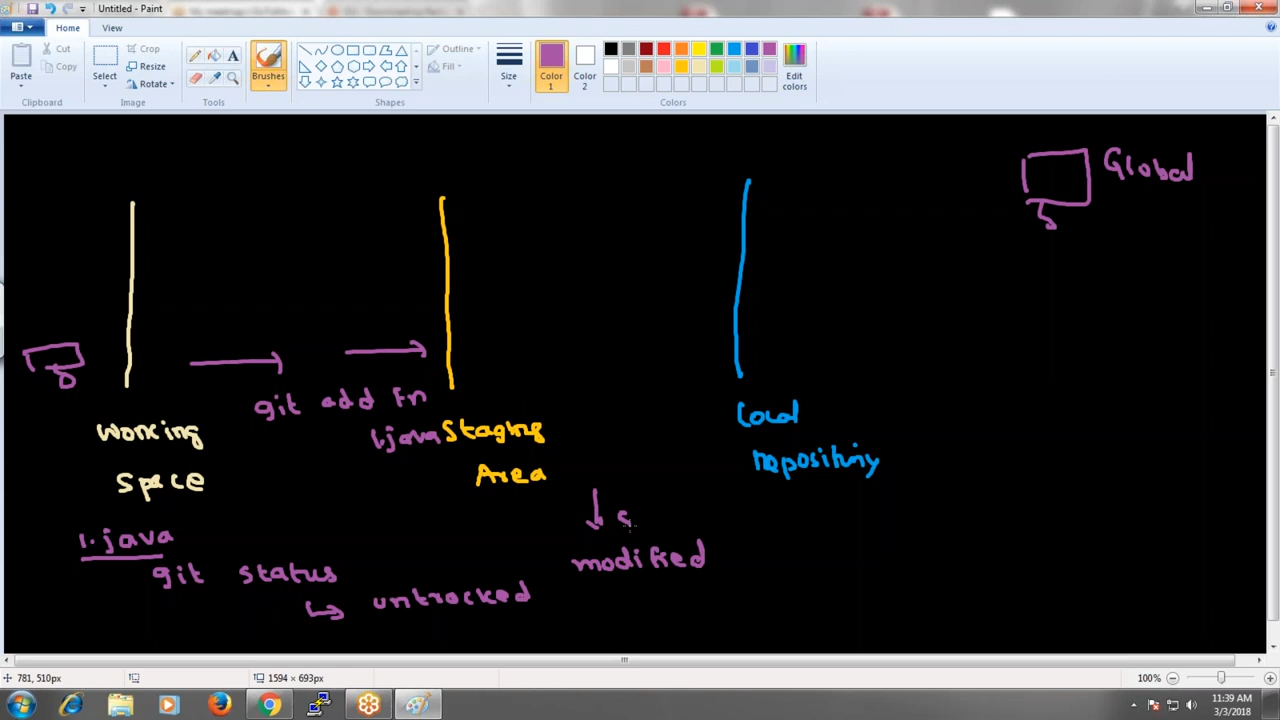 Untitled - Paint
Home
View
Paste
Cut
Copy
Clipboard
Select
Crop
Resize
Rotate
Image
Tools
Brushes
Outline
Fill
Shapes
Size
Color 1
Color 2
Edit colors
Colors
Global
git add Fn
1.java
Working
Space
Staging
Area
Local
repository
1.java
git status
untracked
modified
781, 510px
1594 × 693px
100%
11:39 AM
3/3/2018